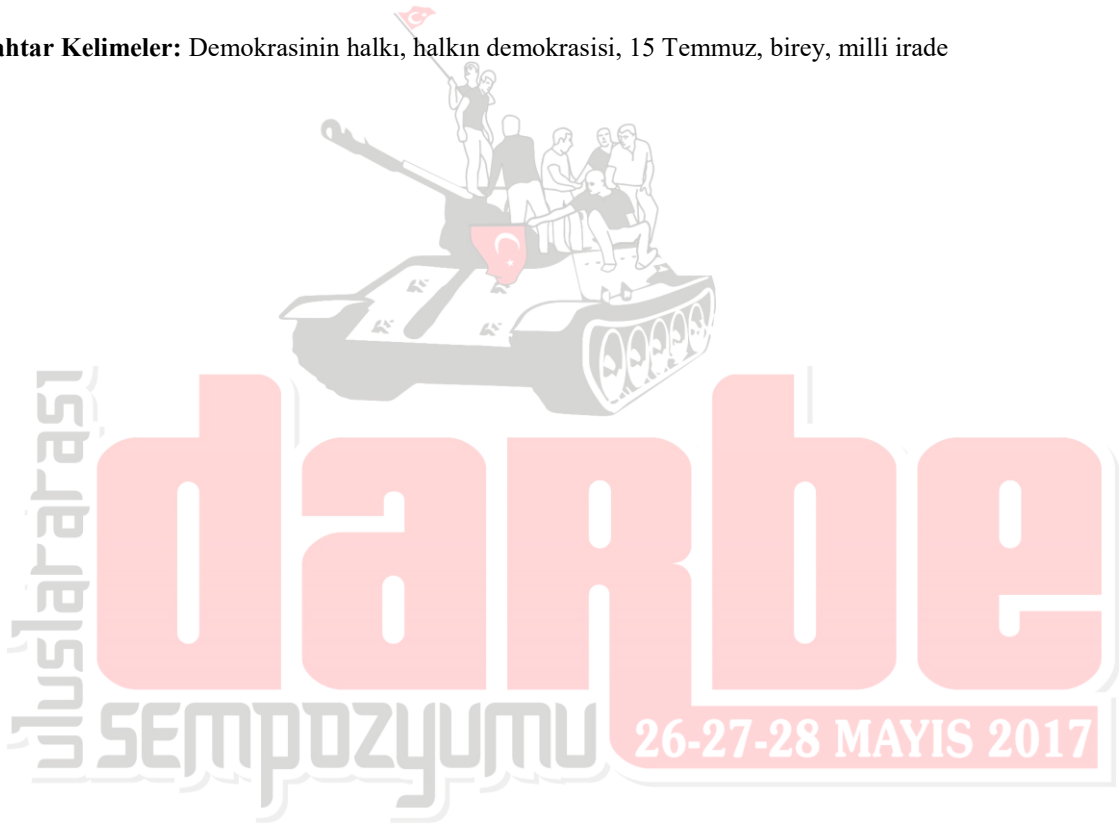 ahtar Kelimeler: Demokrasinin halkı, halkın demokrasisi, 15 Temmuz, birey, milli irade
uluslararası
darbe
sempozyumu
26-27-28 MAYIS 2017